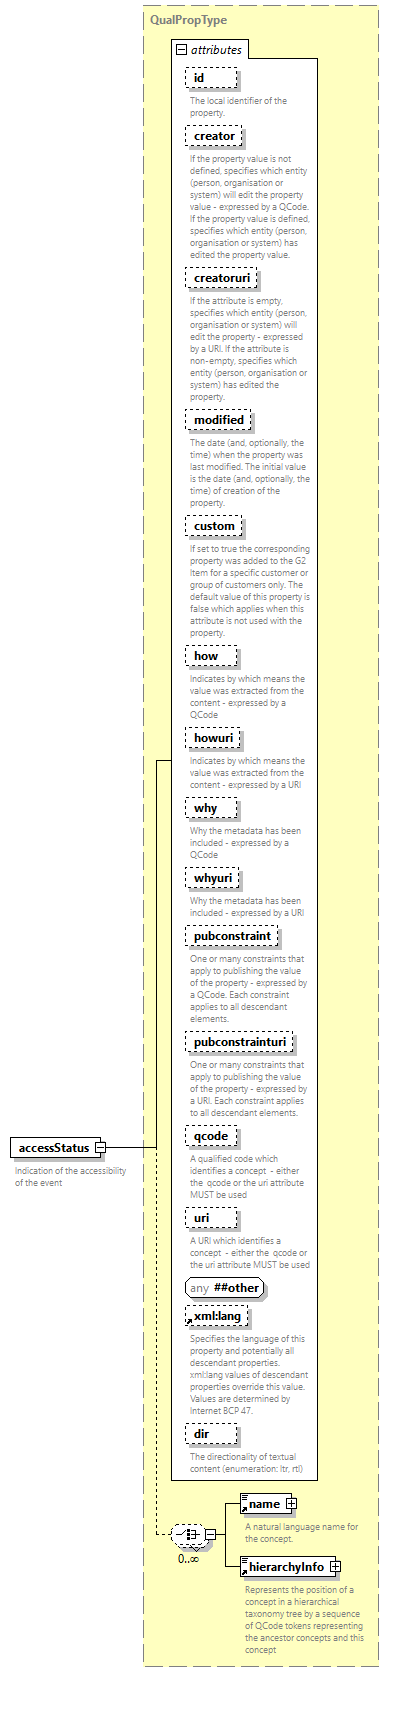 QualPropType
attributes
id
The local identifier of the
property.
creator
If the property value is not
defined, specifies which entity
(person, organisation or
system) will edit the property
value - expressed by a QCode.
If the property value is defined,
specifies which entity (person,
organisation or system) has
edited the property value.
creatoruri
If the attribute is empty,
specifies which entity (person,
organisation or system) will
edit the property - expressed
by a URI. If the attribute is
non-empty, specifies which
entity (person, organisation or
system) has edited the
property.
modified
The date (and, optionally, the
time) when the property was
last modified. The initial value
is the date (and, optionally, the
time) of creation of the
property.
custom
If set to true the corresponding
property was added to the G2
Item for a specific customer or
group of customers only. The
default value of this property is
false which applies when this
attribute is not used with the
property.
how
Indicates by which means the
value was extracted from the
content - expressed by a
QCode
howuri
Indicates by which means the
value was extracted from the
content - expressed by a URI
why
Why the metadata has been
included - expressed by a
QCode
whyuri
Why the metadata has been
included - expressed by a URI
pubconstraint
One or many constraints that
apply to publishing the value
of the property - expressed by
a QCode. Each constraint
applies to all descendant
elements.
pubconstrainturi
One or many constraints that
apply to publishing the value
of the property - expressed by
a URI. Each constraint applies
to all descendant elements.
qcode
A qualified code which
identifies a concept - either
the qcode or the uri attribute
MUST be used
uri
A URI which identifies a
concept - either the qcode or
the uri attribute MUST be used
any ##other
xml:lang
Specifies the language of this
property and potentially all
descendant properties.
xml:lang values of descendant
properties override this value.
Values are determined by
Internet BCP 47.
dir
The directionality of textual
content (enumeration: ltr, rtl)
accessStatus
Indication of the accessibility
of the event
0..∞
name
A natural language name for
the concept.
hierarchyInfo
Represents the position of a
concept in a hierarchical
taxonomy tree by a sequence
of QCode tokens representing
the ancestor concepts and this
concept